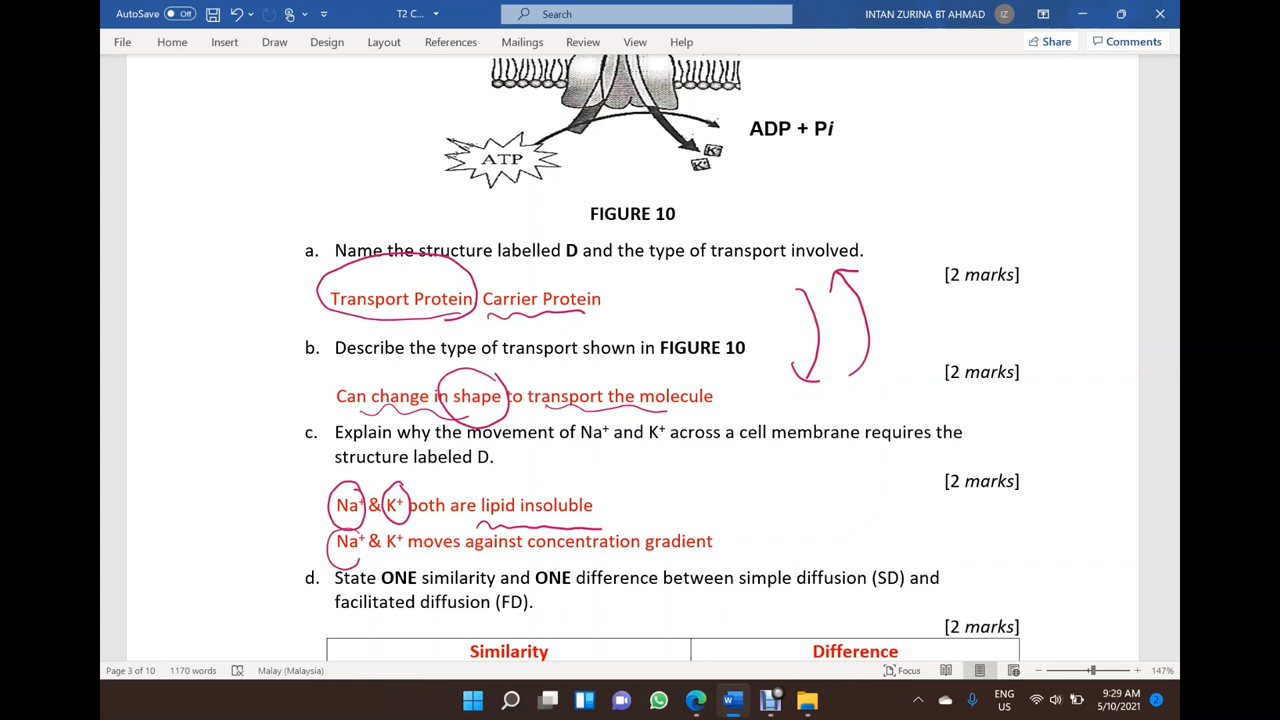 AutoSave Off T2 C... Search INTAN ZURINA BT AHMAD IZ
File Home Insert Draw Design Layout References Mailings Review View Help Share Comments
ADP + Pi
ATP
K+
K+
FIGURE 10
a. Name the structure labelled D and the type of transport involved.
[2 marks]
Transport Protein Carrier Protein
b. Describe the type of transport shown in FIGURE 10
[2 marks]
Can change in shape to transport the molecule
c. Explain why the movement of Na⁺ and K⁺ across a cell membrane requires the
structure labeled D.
[2 marks]
Na⁺ & K⁺ both are lipid insoluble
Na⁺ & K⁺ moves against concentration gradient
d. State ONE similarity and ONE difference between simple diffusion (SD) and
facilitated diffusion (FD).
[2 marks]
Similarity Difference
Page 3 of 10 1170 words Malay (Malaysia) Focus 147%
ENG 9:29 AM
US 5/10/2021 2